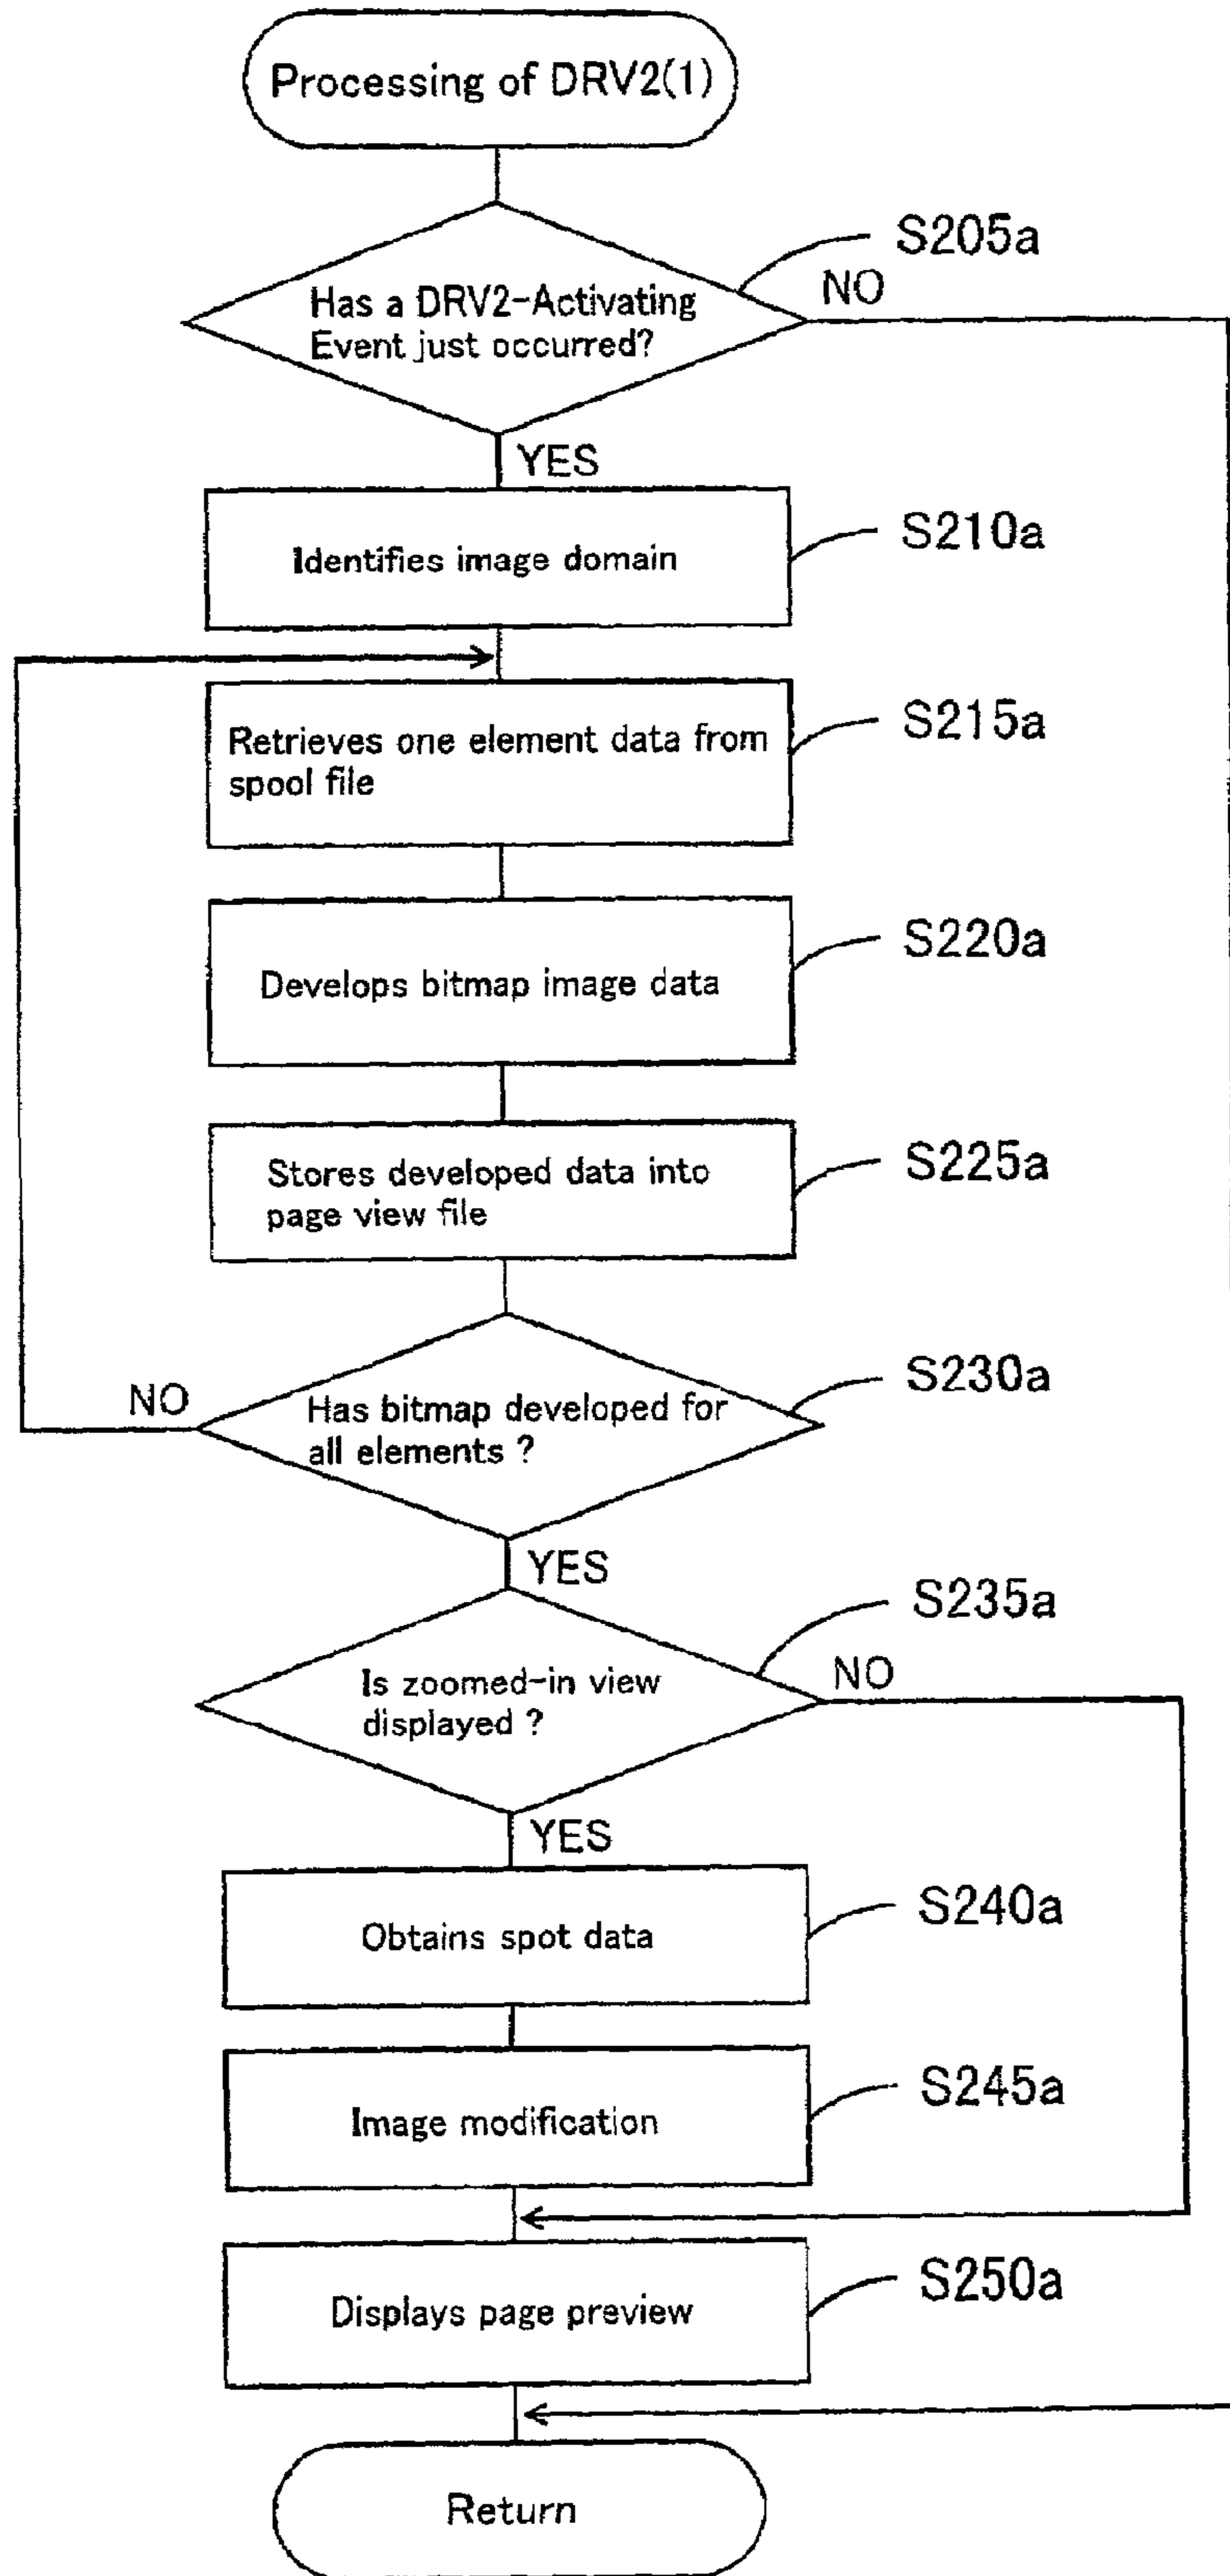 Processing of DRV2(1)
S205a
Has a DRV2-Activating
Event just occurred?
NO
YES
Identifies image domain
S210a
Retrieves one element data from
spool file
S215a
Develops bitmap image data
S220a
Stores developed data into
page view file
S225a
Has bitmap developed for
all elements ?
S230a
NO
YES
S235a
Is zoomed-in view
displayed ?
NO
YES
Obtains spot data
S240a
Image modification
S245a
Displays page preview
S250a
Return